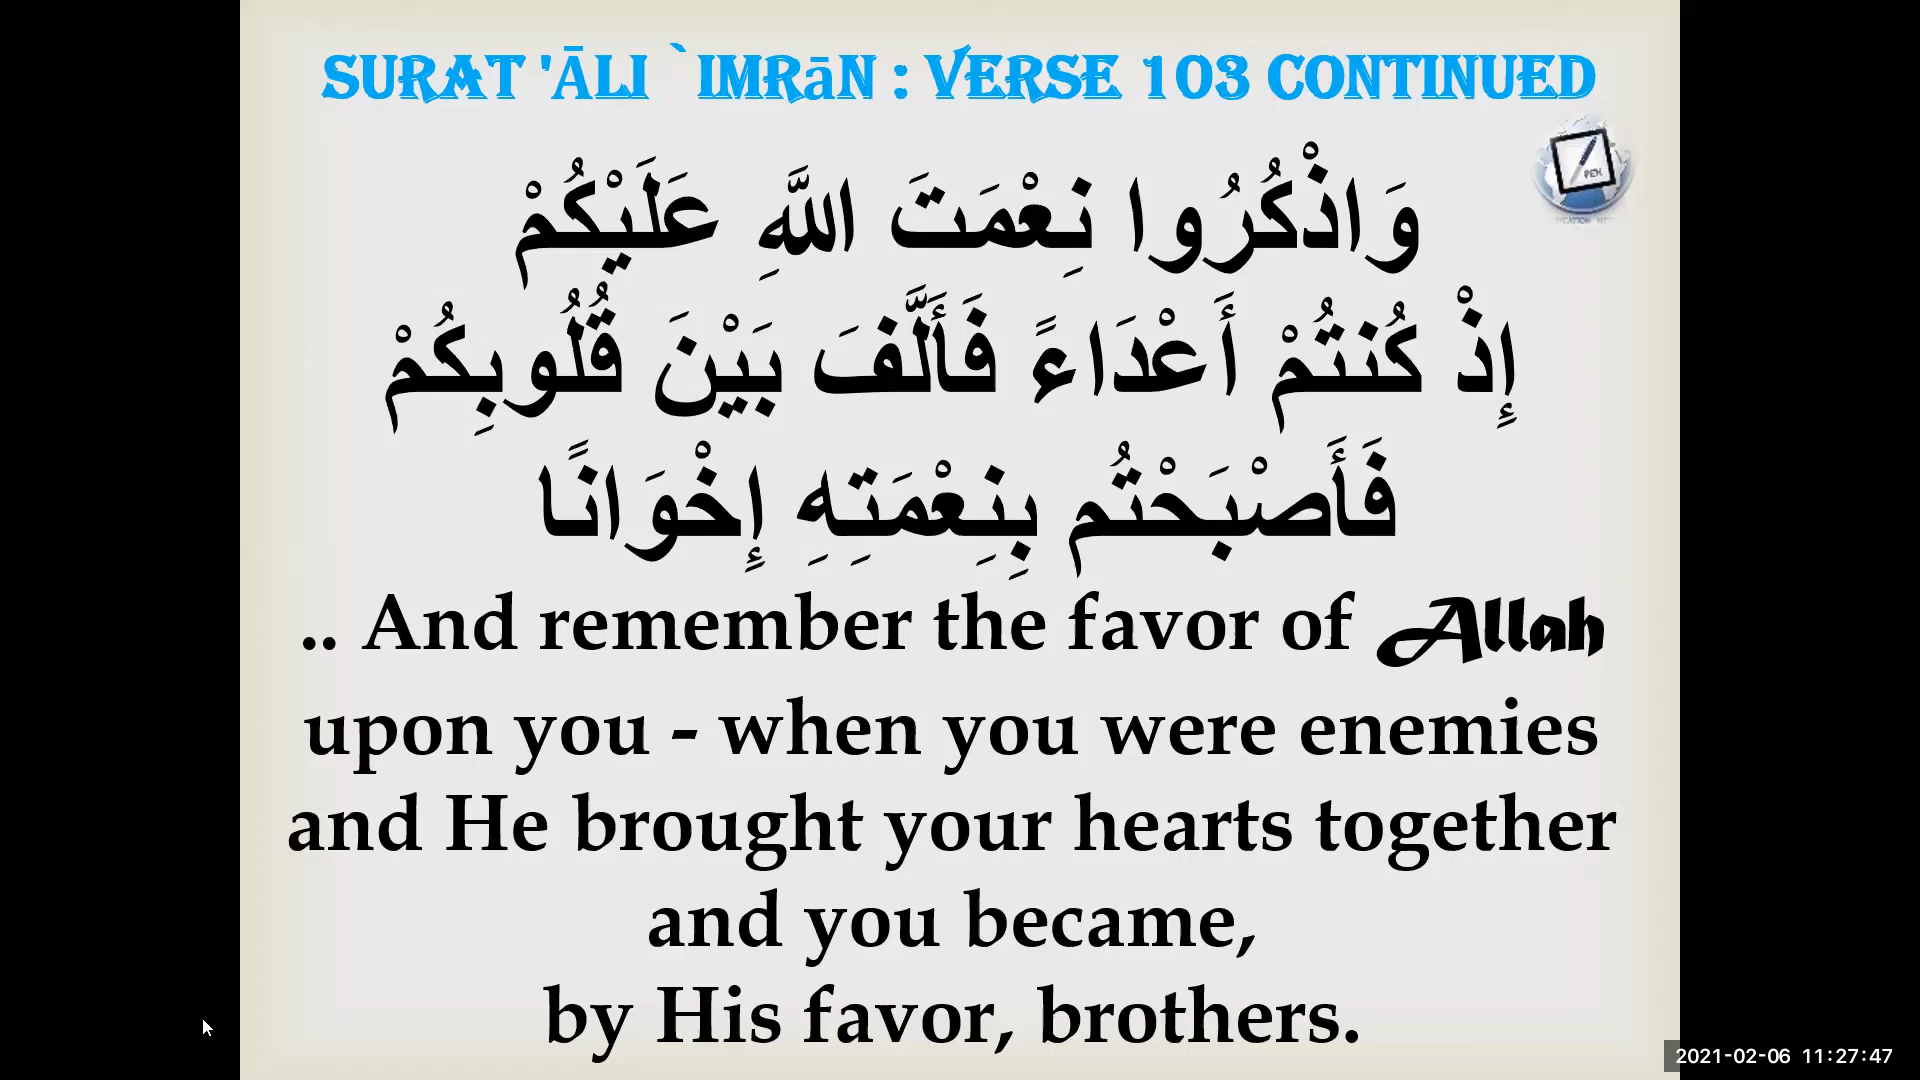 SURAT 'ĀLI `IMRāN : VERSE 103 CONTINUED
PEN
وَاذْكُرُوا نِعْمَتَ اللَّهِ عَلَيْكُمْ
إِذْ كُنتُمْ أَعْدَاءً فَأَلَّفَ بَيْنَ قُلُوبِكُمْ
فَأَصْبَحْتُم بِنِعْمَتِهِ إِخْوَانًا
.. And remember the favor of Allah
upon you - when you were enemies
and He brought your hearts together
and you became,
by His favor, brothers.
2021-02-06 11:27:47